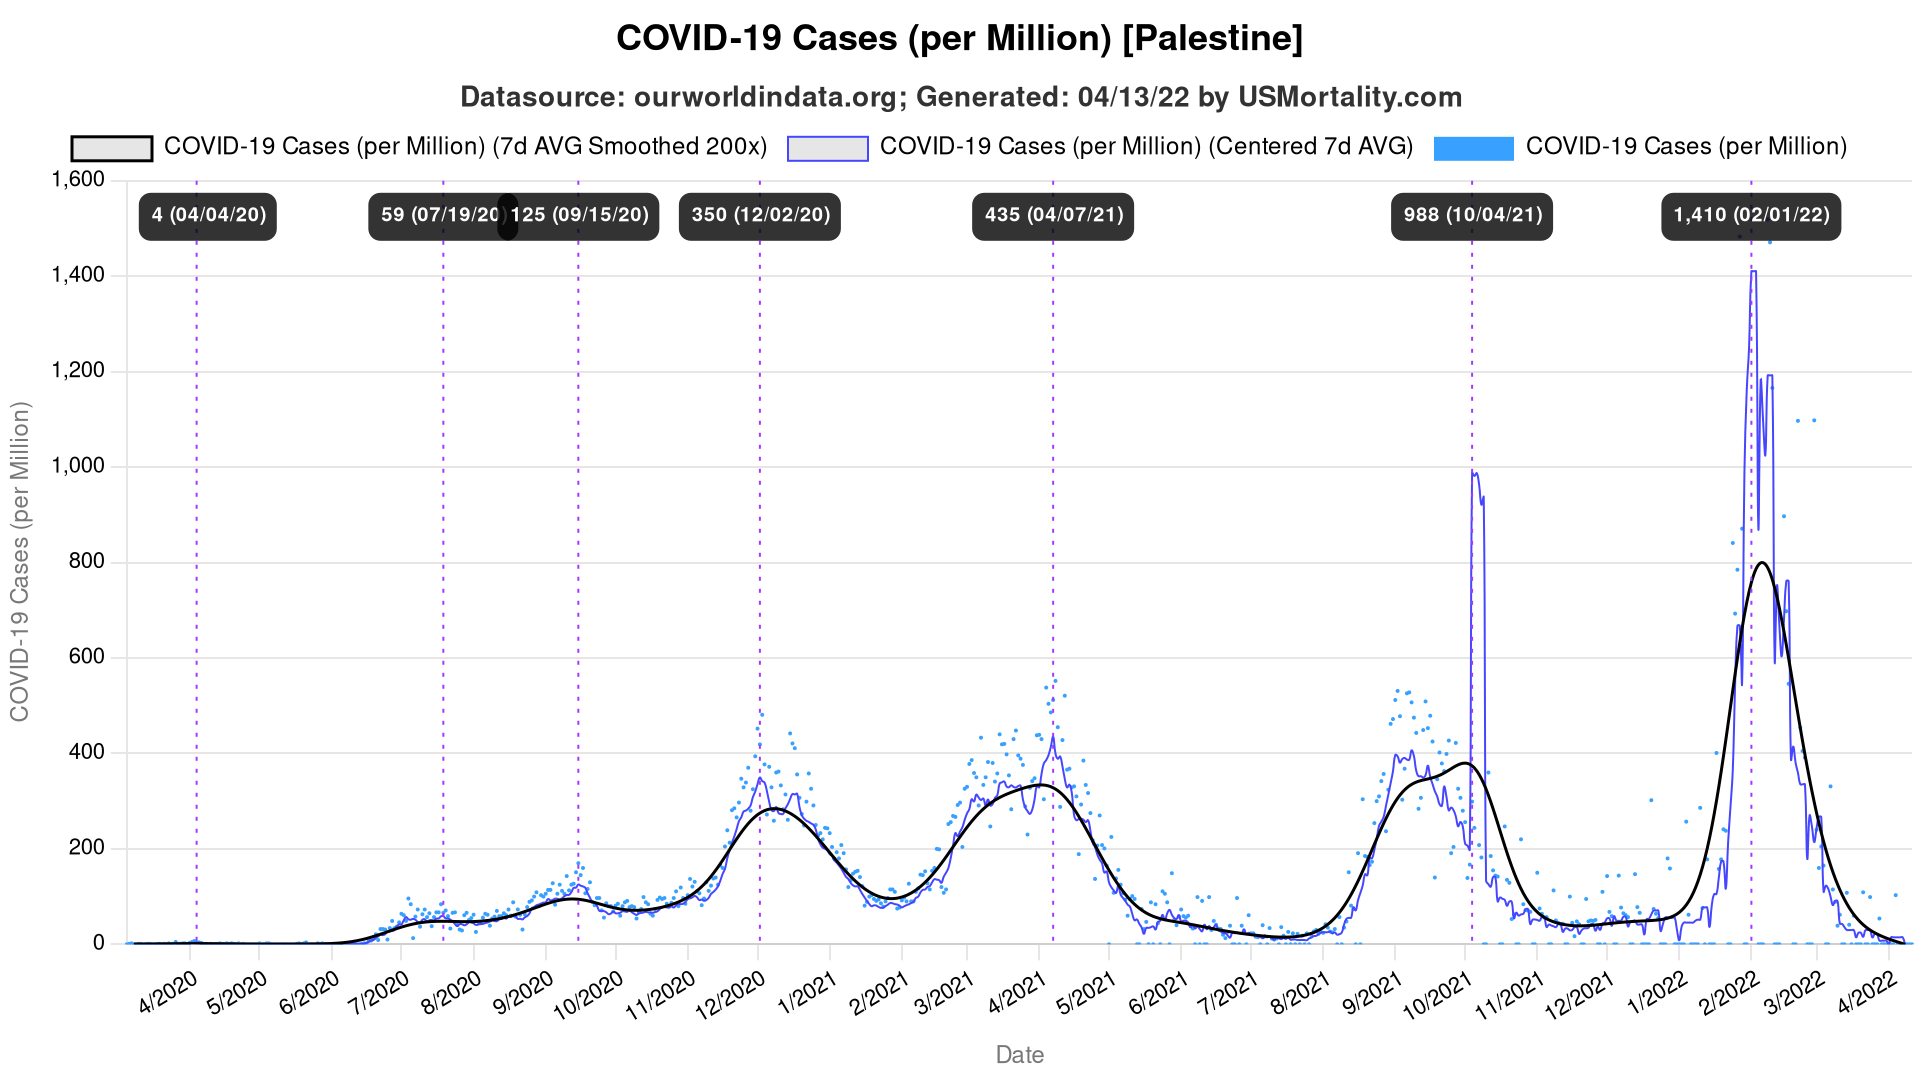 COVID-19 Cases (per Million) [Palestine]
Datasource: ourworldindata.org; Generated: 04/13/22 by USMortality.com
COVID-19 Cases (per Million) (7d AVG Smoothed 200x) COVID-19 Cases (per Million) (Centered 7d AVG) COVID-19 Cases (per Million)
1,600
4 (04/04/20) 59 (07/19/20) 125 (09/15/20) 350 (12/02/20) 435 (04/07/21) 988 (10/04/21) 1,410 (02/01/22)
1,400
1,200
1,000
800
600
400
200
0
COVID-19 Cases (per Million)
4/2020 5/2020 6/2020 7/2020 8/2020 9/2020 10/2020 11/2020 12/2020 1/2021 2/2021 3/2021 4/2021 5/2021 6/2021 7/2021 8/2021 9/2021 10/2021 11/2021 12/2021 1/2022 2/2022 3/2022 4/2022
Date